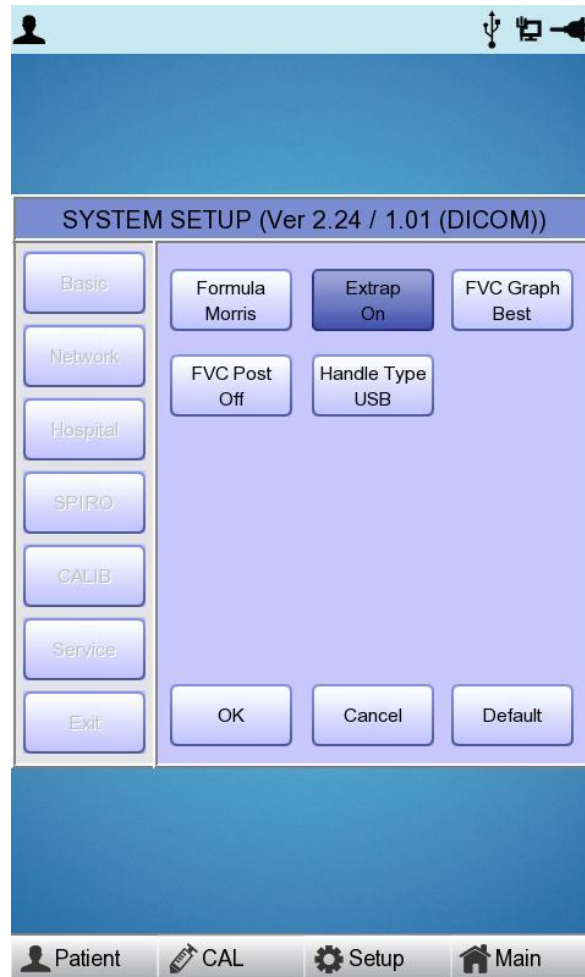 SYSTEM SETUP (Ver 2.24 / 1.01 (DICOM))
Basic
Network
Hospital
SPIRO
CALIB
Service
Exit
Formula
Morris
Extrap
On
FVC Graph
Best
FVC Post
Off
Handle Type
USB
OK
Cancel
Default
Patient
CAL
Setup
Main